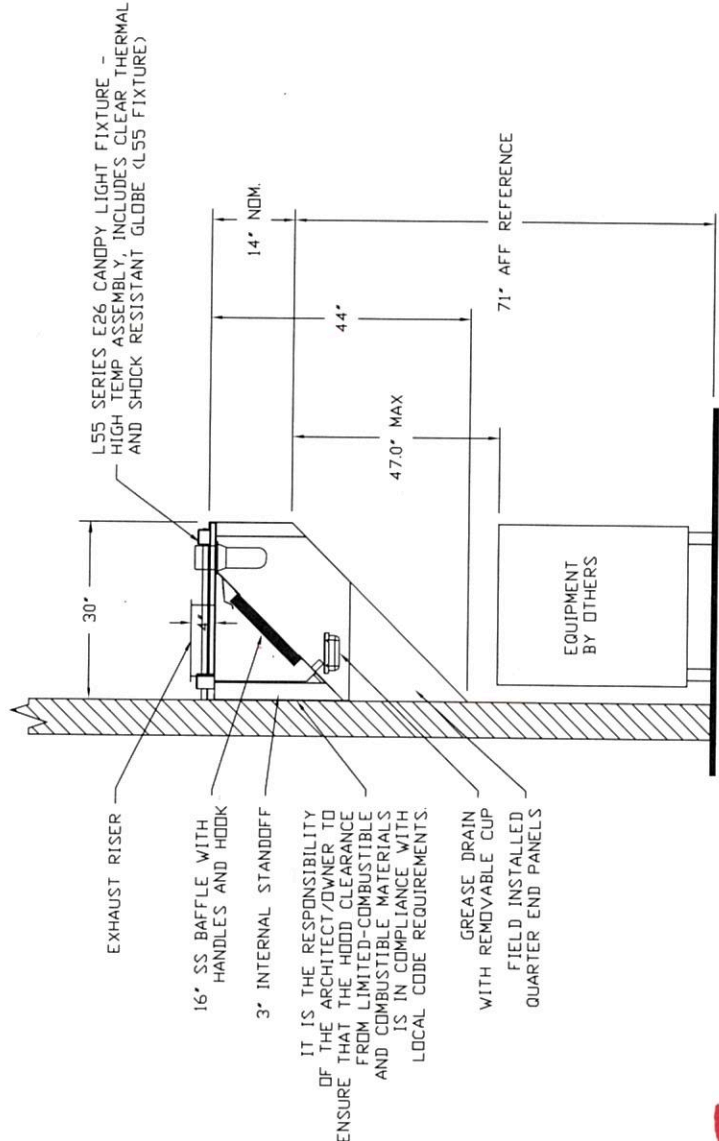 L55 SERIES E26 CANOPY LIGHT FIXTURE -
HIGH TEMP ASSEMBLY, INCLUDES CLEAR THERMAL
AND SHOCK RESISTANT GLOBE (L55 FIXTURE)
30"
4"
14" NOM.
44"
47.0" MAX
71" AFF REFERENCE
EQUIPMENT
BY OTHERS
EXHAUST RISER
16" SS BAFFLE WITH
HANDLES AND HOOK
3" INTERNAL STANDOFF
IT IS THE RESPONSIBILITY
OF THE ARCHITECT/OWNER TO
ENSURE THAT THE HOOD CLEARANCE
FROM LIMITED-COMBUSTIBLE
AND COMBUSTIBLE MATERIALS
IS IN COMPLIANCE WITH
LOCAL CODE REQUIREMENTS.
GREASE DRAIN
WITH REMOVABLE CUP
FIELD INSTALLED
QUARTER END PANELS